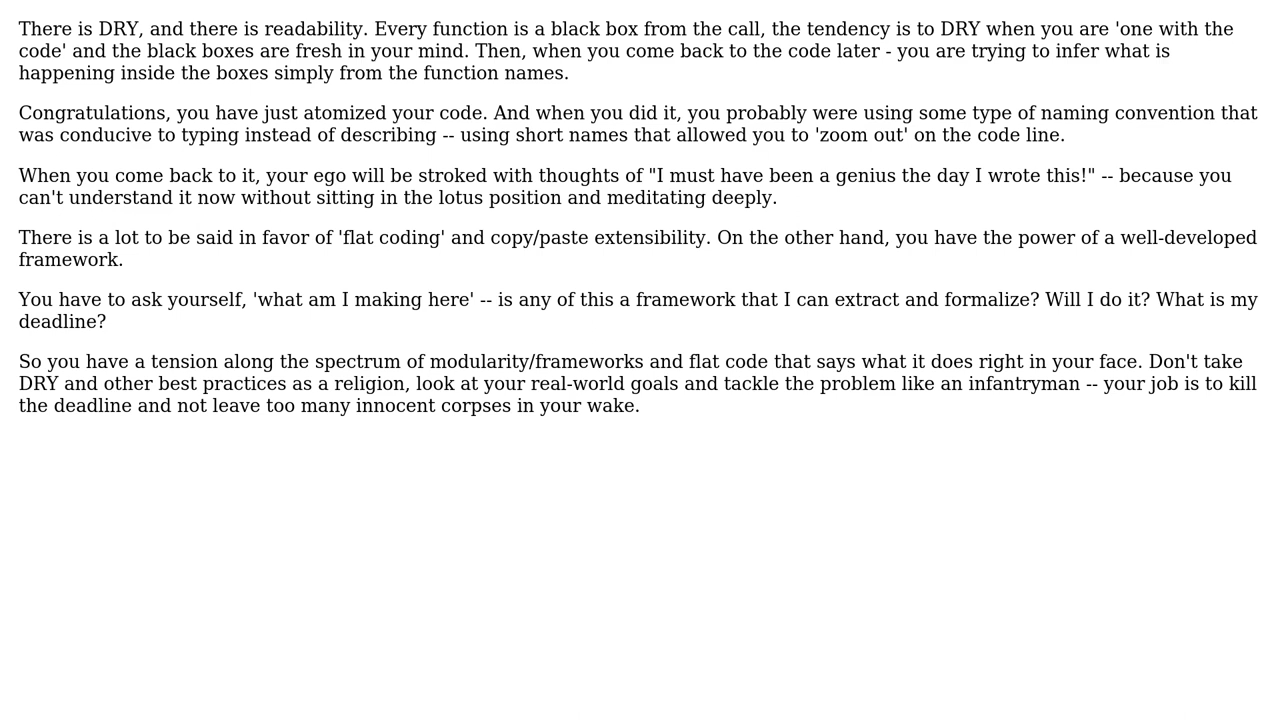 There is DRY, and there is readability. Every function is a black box from the call, the tendency is to DRY when you are 'one with the
code' and the black boxes are fresh in your mind. Then, when you come back to the code later - you are trying to infer what is
happening inside the boxes simply from the function names.
Congratulations, you have just atomized your code. And when you did it, you probably were using some type of naming convention that
was conducive to typing instead of describing -- using short names that allowed you to 'zoom out' on the code line.
When you come back to it, your ego will be stroked with thoughts of "I must have been a genius the day I wrote this!" -- because you
can't understand it now without sitting in the lotus position and meditating deeply.
There is a lot to be said in favor of 'flat coding' and copy/paste extensibility. On the other hand, you have the power of a well-developed
framework.
You have to ask yourself, 'what am I making here' -- is any of this a framework that I can extract and formalize? Will I do it? What is my
deadline?
So you have a tension along the spectrum of modularity/frameworks and flat code that says what it does right in your face. Don't take
DRY and other best practices as a religion, look at your real-world goals and tackle the problem like an infantryman -- your job is to kill
the deadline and not leave too many innocent corpses in your wake.